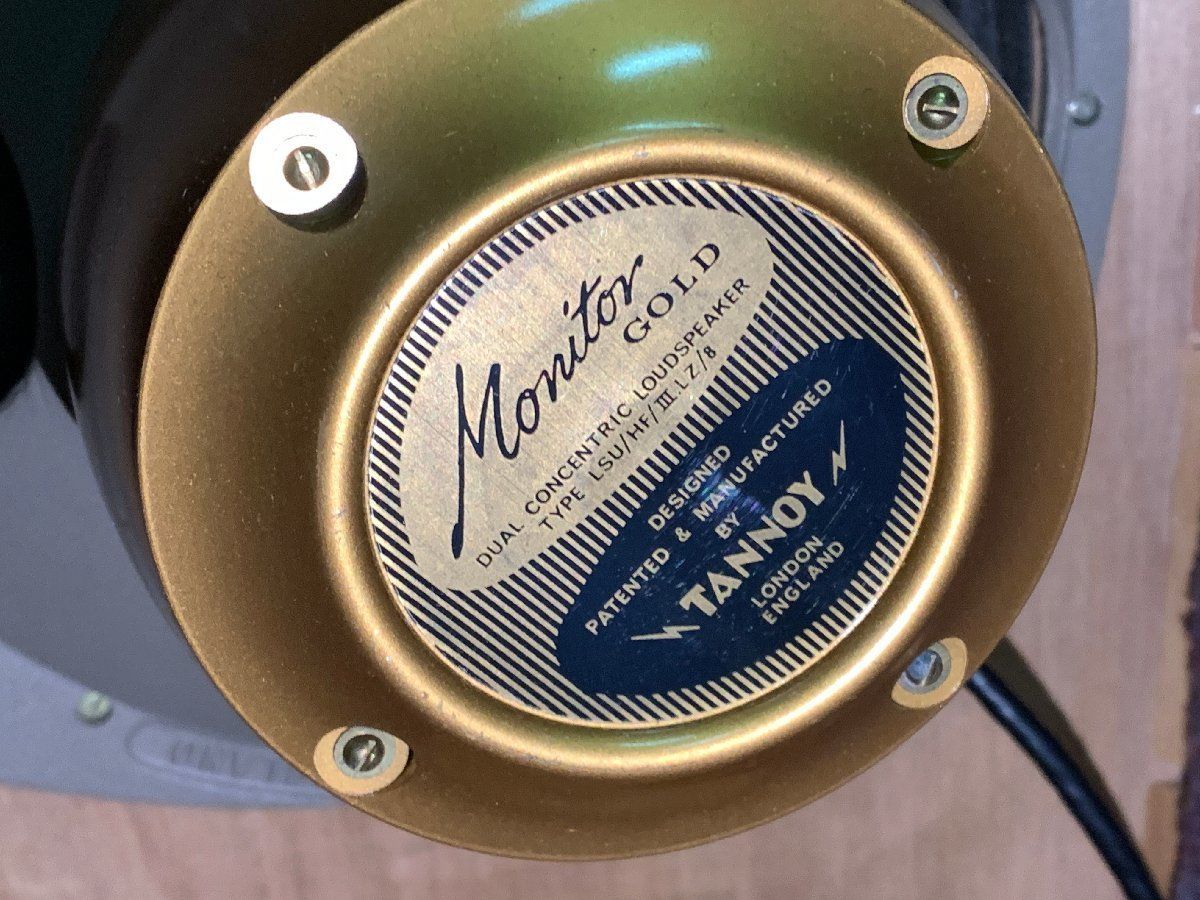 Monitor
GOLD
DUAL CONCENTRIC LOUDSPEAKER
TYPE LSU/HF/III.LZ/8
DESIGNED
PATENTED & MANUFACTURED
BY
TANNOY
LONDON
ENGLAND